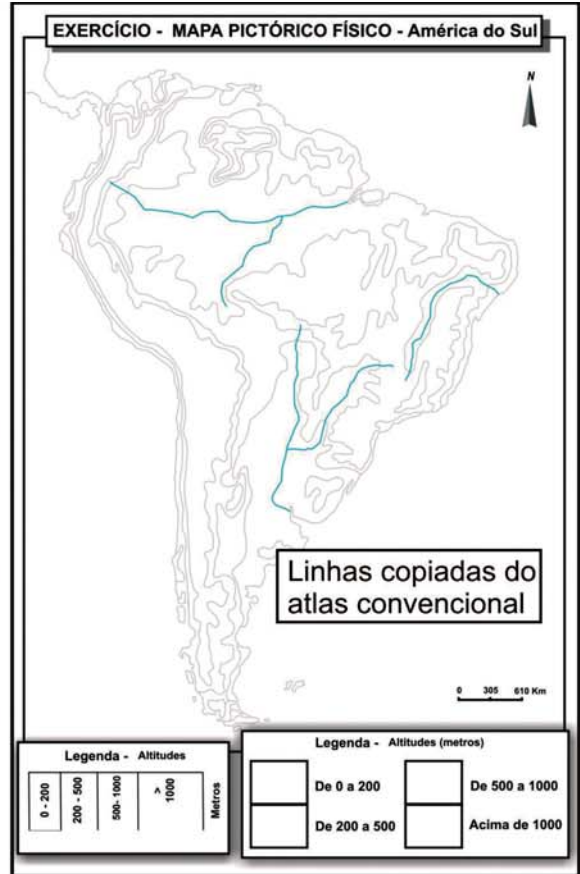 EXERCÍCIO - MAPA PICTÓRICO FÍSICO - América do Sul
N
Linhas copiadas do
atlas convencional
0 305 610 Km
Legenda - Altitudes
0 - 200
200 - 500
500- 1000
>
1000
Metros
Legenda - Altitudes (metros)
De 0 a 200
De 500 a 1000
De 200 a 500
Acima de 1000